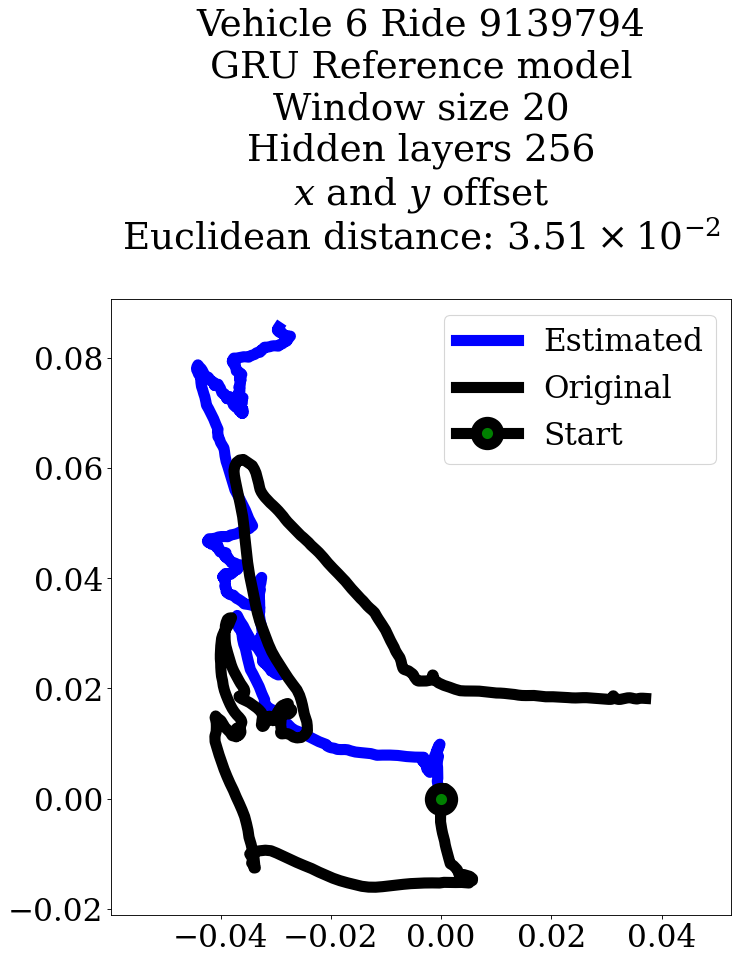 Vehicle 6 Ride 9139794
GRU Reference model
Window size 20
Hidden layers 256
x and y offset
Euclidean distance: 3.51 × 10⁻²
Estimated
Original
Start
0.08
0.06
0.04
0.02
0.00
−0.02
−0.04 −0.02 0.00 0.02 0.04